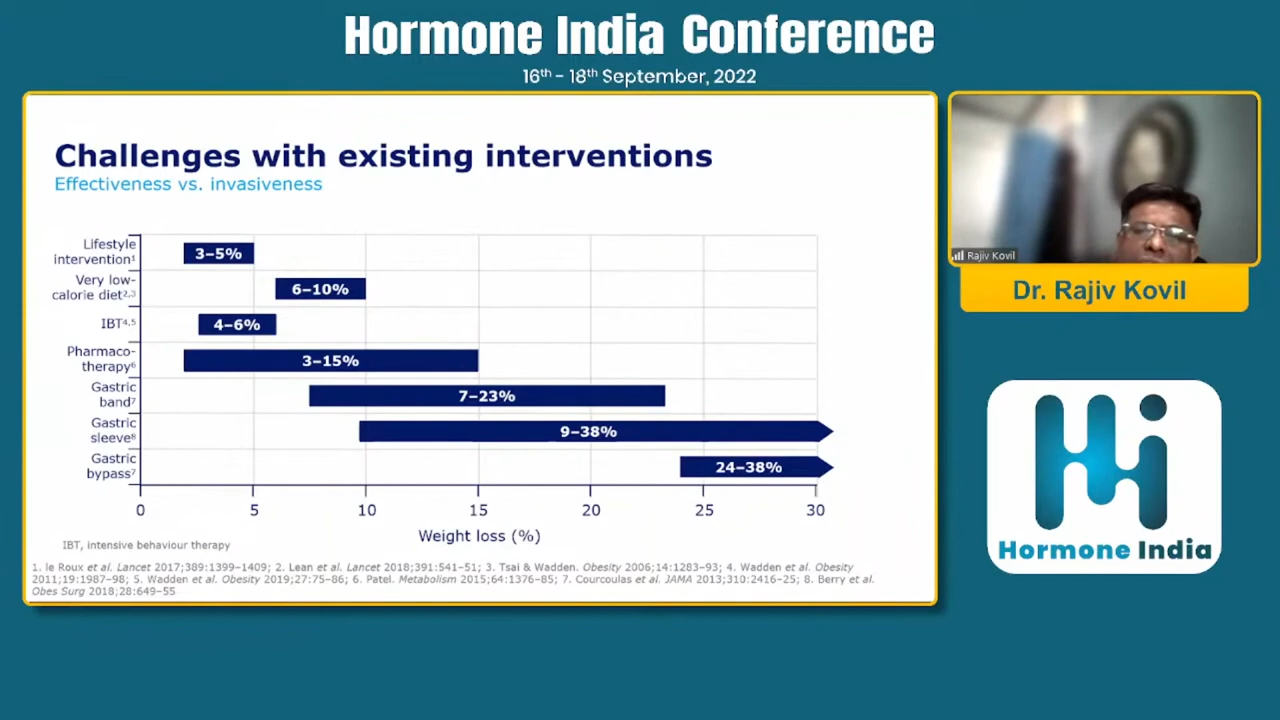 Hormone India Conference
16th - 18th September, 2022
Challenges with existing interventions
Effectiveness vs. invasiveness
Lifestyle
intervention¹
3–5%
Very low-
calorie diet²,³
6–10%
IBT⁴,⁵
4–6%
Pharmaco-
therapy⁶
3–15%
Gastric
band⁷
7–23%
Gastric
sleeve⁸
9–38%
Gastric
bypass⁷
24–38%
0 5 10 15 20 25 30
Weight loss (%)
IBT, intensive behaviour therapy
1. le Roux et al. Lancet 2017;389:1399–1409; 2. Lean et al. Lancet 2018;391:541–51; 3. Tsai & Wadden. Obesity 2006;14:1283–93; 4. Wadden et al. Obesity
2011;19:1987–98; 5. Wadden et al. Obesity 2019;27:75–86; 6. Patel. Metabolism 2015;64:1376–85; 7. Courcoulas et al. JAMA 2013;310:2416–25; 8. Berry et al.
Obes Surg 2018;28:649–55
Rajiv Kovil
Dr. Rajiv Kovil
Hi
Hormone India